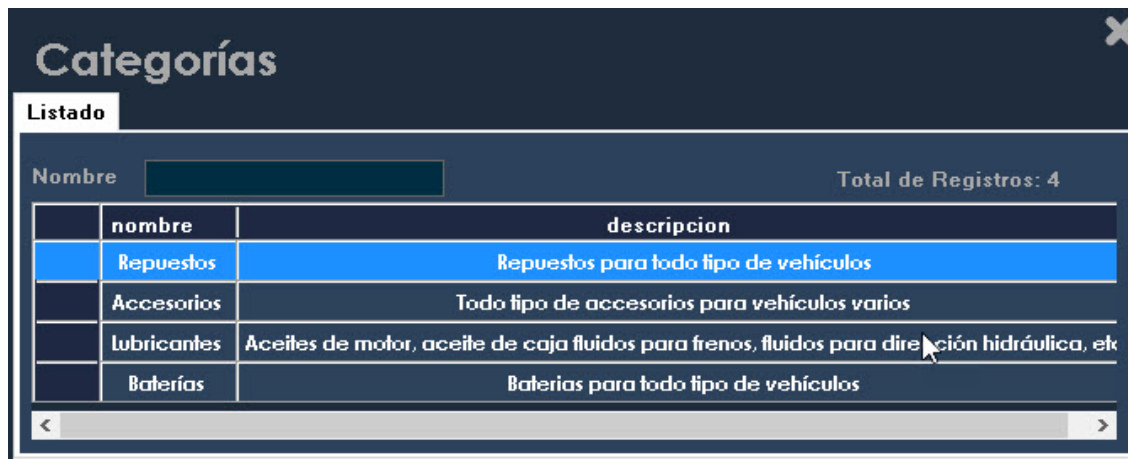 Categorías
Listado
Nombre Total de Registros: 4
nombre descripcion
Repuestos Repuestos para todo tipo de vehículos
Accesorios Todo tipo de accesorios para vehículos varios
Lubricantes Aceites de motor, aceite de caja fluidos para frenos, fluidos para dirección hidráulica, etc
Baterías Baterias para todo tipo de vehículos